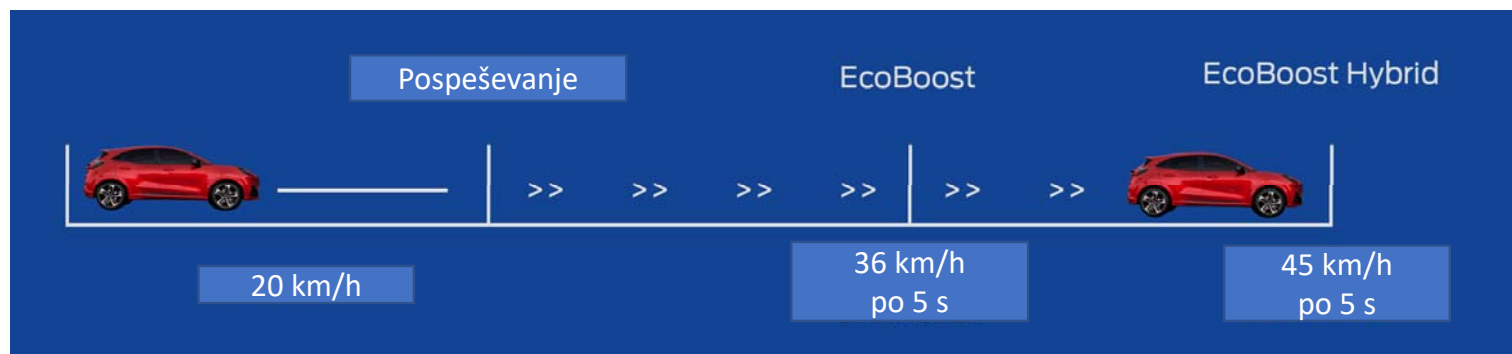 Pospeševanje
EcoBoost
EcoBoost Hybrid
>> >> >> >> >> >>
20 km/h
36 km/h
po 5 s
45 km/h
po 5 s